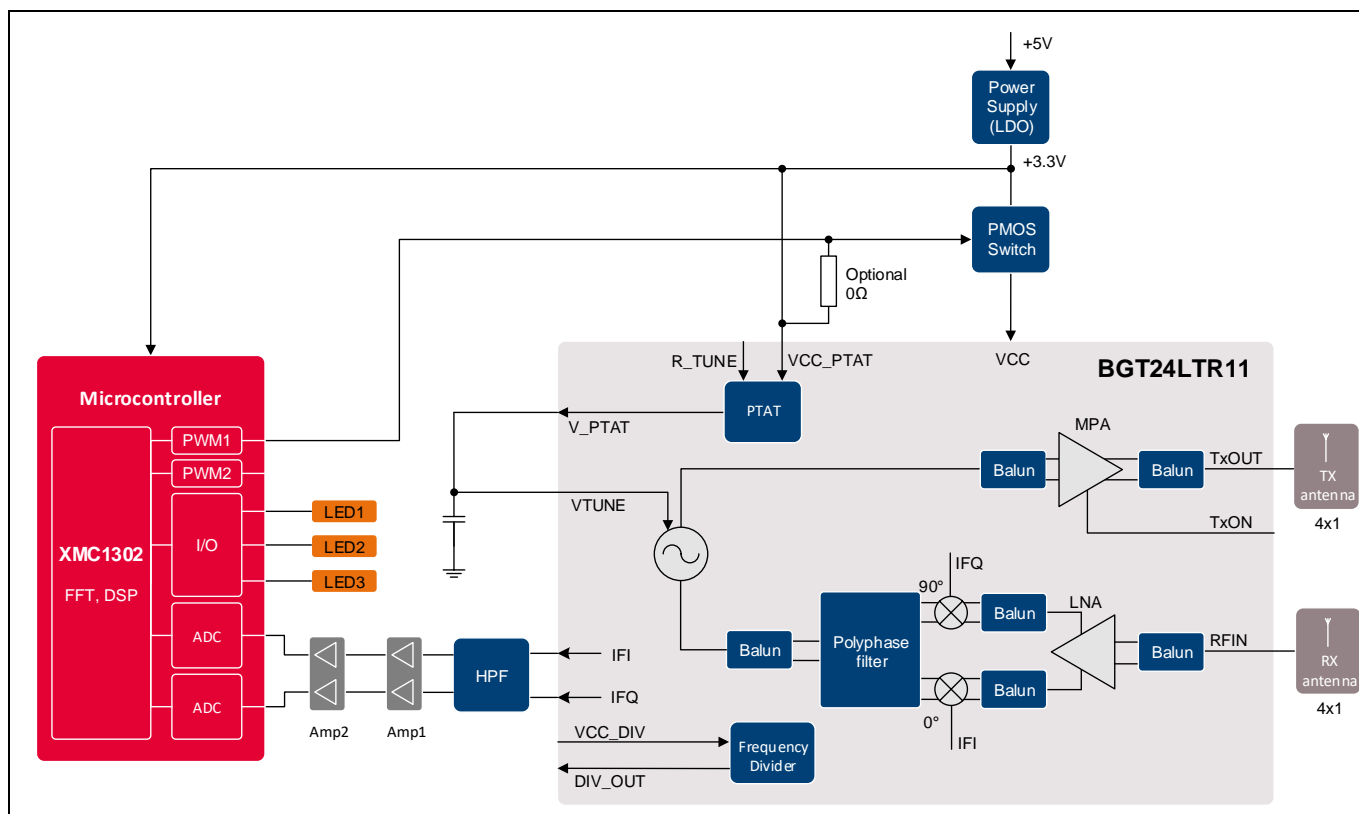 +5V
Power
Supply
(LDO)
+3.3V
PMOS
Switch
Optional
0Ω
R_TUNE
VCC_PTAT
VCC
BGT24LTR11
Microcontroller
PTAT
V_PTAT
MPA
PWM1
PWM2
Balun
Balun
TxOUT
TX
antenna
4x1
VTUNE
TxON
LED1
XMC1302
I/O
LED2
FFT, DSP
LED3
IFQ
90°
Balun
LNA
ADC
Balun
Polyphase
filter
Balun
RFIN
RX
antenna
4x1
IFI
HPF
IFQ
Balun
ADC
0°
IFI
Amp2
Amp1
VCC_DIV
Frequency
Divider
DIV_OUT